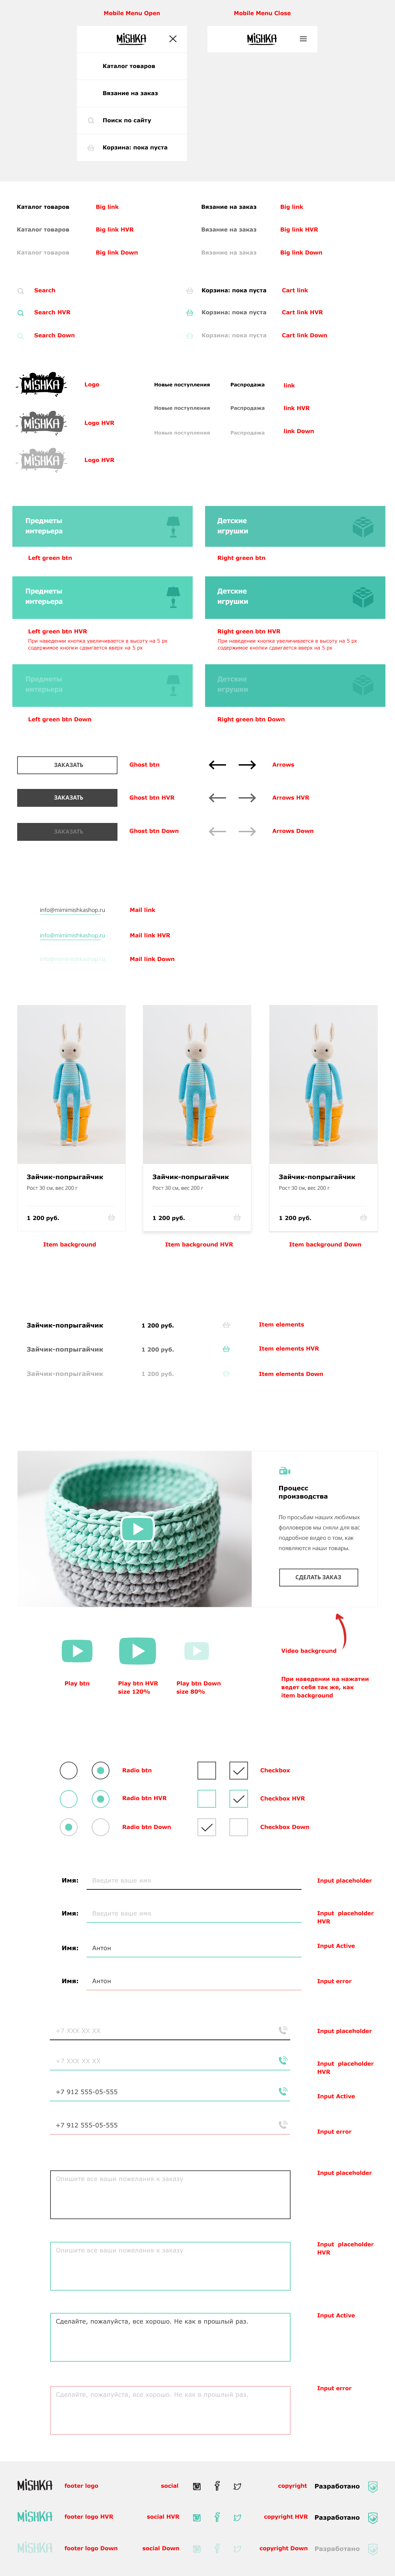 Mobile Menu Open
Mobile Menu Close
MiSHKA
MiSHKA
Каталог товаров
Вязание на заказ
Поиск по сайту
Корзина: пока пуста
Каталог товаров Big link Вязание на заказ Big link
Каталог товаров Big link HVR Вязание на заказ Big link HVR
Каталог товаров Big link Down Вязание на заказ Big link Down
Search Корзина: пока пуста Cart link
Search HVR Корзина: пока пуста Cart link HVR
Search Down Корзина: пока пуста Cart link Down
MiSHKA Logo Новые поступления Распродажа link
MiSHKA Logo HVR Новые поступления Распродажа link HVR
MiSHKA Logo HVR Новые поступления Распродажа link Down
Предметы
интерьера
Детские
игрушки
Left green btn
Right green btn
Предметы
интерьера
Детские
игрушки
Left green btn HVR
При наведении кнопка увеличивается в высоту на 5 px
содержимое кнопки сдвигается вверх на 5 px
Right green btn HVR
При наведении кнопка увеличивается в высоту на 5 px
содержимое кнопки сдвигается вверх на 5 px
Предметы
интерьера
Детские
игрушки
Left green btn Down
Right green btn Down
ЗАКАЗАТЬ Ghost btn Arrows
ЗАКАЗАТЬ Ghost btn HVR Arrows HVR
ЗАКАЗАТЬ Ghost btn Down Arrows Down
info@mimimishkashop.ru Mail link
info@mimimishkashop.ru Mail link HVR
info@mimimishkashop.ru Mail link Down
Зайчик-попрыгайчик
Рост 30 см, вес 200 г
1 200 руб.
Item background
Зайчик-попрыгайчик
Рост 30 см, вес 200 г
1 200 руб.
Item background HVR
Зайчик-попрыгайчик
Рост 30 см, вес 200 г
1 200 руб.
Item background Down
Зайчик-попрыгайчик 1 200 руб. Item elements
Зайчик-попрыгайчик 1 200 руб. Item elements HVR
Зайчик-попрыгайчик 1 200 руб. Item elements Down
Процесс
производства
По просьбам наших любимых
фолловеров мы сняли для вас
подробное видео о том, как
появляются наши товары.
СДЕЛАТЬ ЗАКАЗ
Video background
При наведении на нажатии
ведет себя так же, как
item background
Play btn
Play btn HVR
size 120%
Play btn Down
size 80%
Radio btn Checkbox
Radio btn HVR Checkbox HVR
Radio btn Down Checkbox Down
Имя: Введите ваше имя Input placeholder
Имя: Введите ваше имя Input placeholder
HVR
Имя: Антон Input Active
Имя: Антон Input error
+7 XXX XX XX Input placeholder
+7 XXX XX XX Input placeholder
HVR
+7 912 555-05-555 Input Active
+7 912 555-05-555 Input error
Опишите все ваши пожелания к заказу Input placeholder
Опишите все ваши пожелания к заказу Input placeholder
HVR
Сделайте, пожалуйста, все хорошо. Не как в прошлый раз. Input Active
Сделайте, пожалуйста, все хорошо. Не как в прошлый раз. Input error
MiSHKA footer logo social copyright Разработано
MiSHKA footer logo HVR social HVR copyright HVR Разработано
MiSHKA footer logo Down social Down copyright Down Разработано